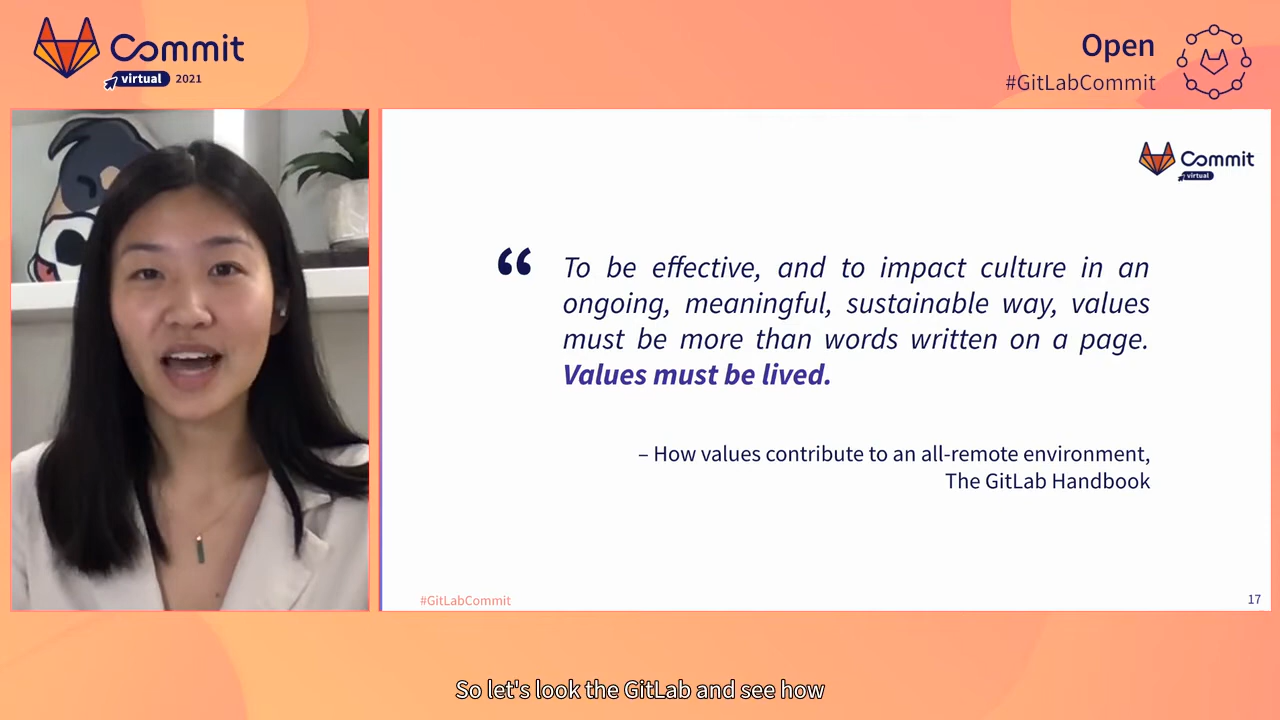 Commit
virtual 2021
Open
#GitLabCommit
Commit
virtual
“ To be effective, and to impact culture in an
ongoing, meaningful, sustainable way, values
must be more than words written on a page.
Values must be lived.
– How values contribute to an all-remote environment,
The GitLab Handbook
#GitLabCommit
17
So let's look the GitLab and see how